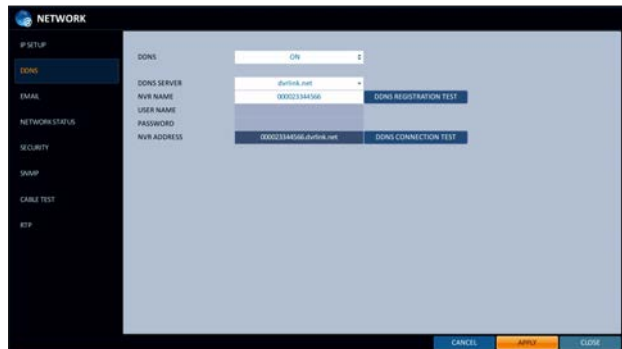 NETWORK
IP SETUP
DDNS
EMAIL
NETWORK STATUS
SECURITY
SNMP
CABLE TEST
RTP
DDNS ON
DDNS SERVER dvrlink.net
NVR NAME 000023344566 DDNS REGISTRATION TEST
USER NAME
PASSWORD
NVR ADDRESS 000023344566.dvrlink.net DDNS CONNECTION TEST
CANCEL APPLY CLOSE